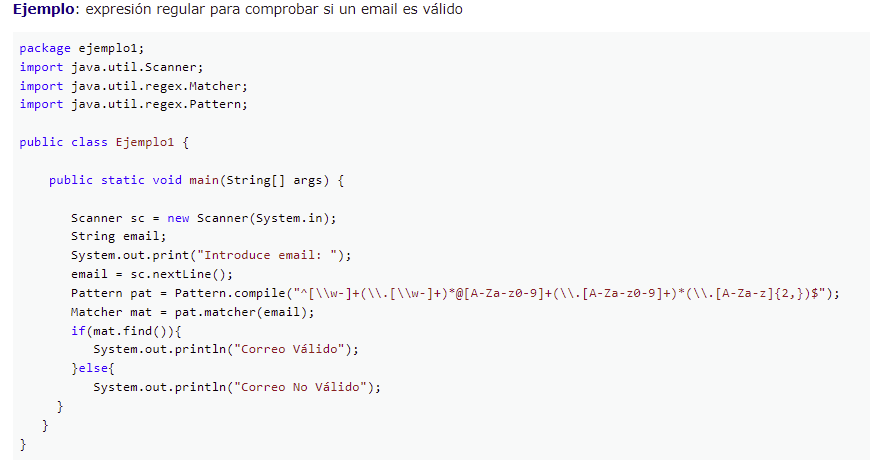 Ejemplo: expresión regular para comprobar si un email es válido
package ejemplo1;
import java.util.Scanner;
import java.util.regex.Matcher;
import java.util.regex.Pattern;
public class Ejemplo1 {
public static void main(String[] args) {
Scanner sc = new Scanner(System.in);
String email;
System.out.print("Introduce email: ");
email = sc.nextLine();
Pattern pat = Pattern.compile("^[\\w-]+(\\.[\\w-]+)*@[A-Za-z0-9]+(\\.[A-Za-z0-9]+)*(\\.[A-Za-z]{2,})$");
Matcher mat = pat.matcher(email);
if(mat.find()){
System.out.println("Correo Válido");
}else{
System.out.println("Correo No Válido");
}
}
}